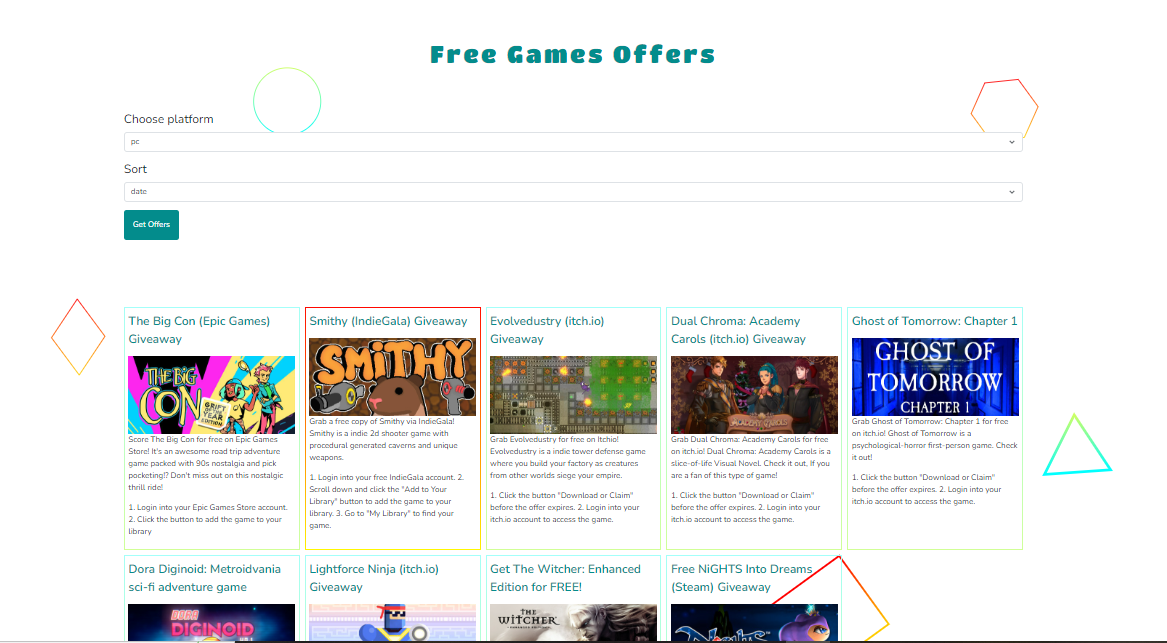 Free Games Offers
Choose platform
pc
Sort
date
Get Offers
The Big Con (Epic Games)
Giveaway
THE BIG
CON
GRIFT
OF THE
YEAR
EDITION
Score The Big Con for free on Epic Games
Store! It's an awesome road trip adventure
game packed with 90s nostalgia and pick
pocketing!? Don't miss out on this nostalgic
thrill ride!
1. Login into your Epic Games Store account.
2. Click the button to add the game to your
library
Smithy (IndieGala) Giveaway
SMITHY
Grab a free copy of Smithy via IndieGala!
Smithy is a indie 2d shooter game with
procedural generated caverns and unique
weapons.
1. Login into your free IndieGala account. 2.
Scroll down and click the "Add to Your
Library" button to add the game to your
library. 3. Go to "My Library" to find your
game.
Evolvedustry (itch.io)
Giveaway
Grab Evolvedustry for free on Itchio!
Evolvedustry is a indie tower defense game
where you build your factory as creatures
from other worlds siege your empire.
1. Click the button "Download or Claim"
before the offer expires. 2. Login into your
itch.io account to access the game.
Dual Chroma: Academy
Carols (itch.io) Giveaway
ACADEMY
CAROLS
Grab Dual Chroma: Academy Carols for free
on itch.io! Dual Chroma: Academy Carols is a
slice-of-life Visual Novel. Check it out, If you
are a fan of this type of game!
1. Click the button "Download or Claim"
before the offer expires. 2. Login into your
itch.io account to access the game.
Ghost of Tomorrow: Chapter 1
GHOST OF
TOMORROW
CHAPTER 1
Grab Ghost of Tomorrow: Chapter 1 for free
on itch.io! Ghost of Tomorrow is a
psychological-horror first-person game. Check
it out!
1. Click the button "Download or Claim"
before the offer expires. 2. Login into your
itch.io account to access the game.
Dora Diginoid: Metroidvania
sci-fi adventure game
DORA
DIGINOID
Lightforce Ninja (itch.io)
Giveaway
Get The Witcher: Enhanced
Edition for FREE!
THE
WITCHER
Free NiGHTS Into Dreams
(Steam) Giveaway